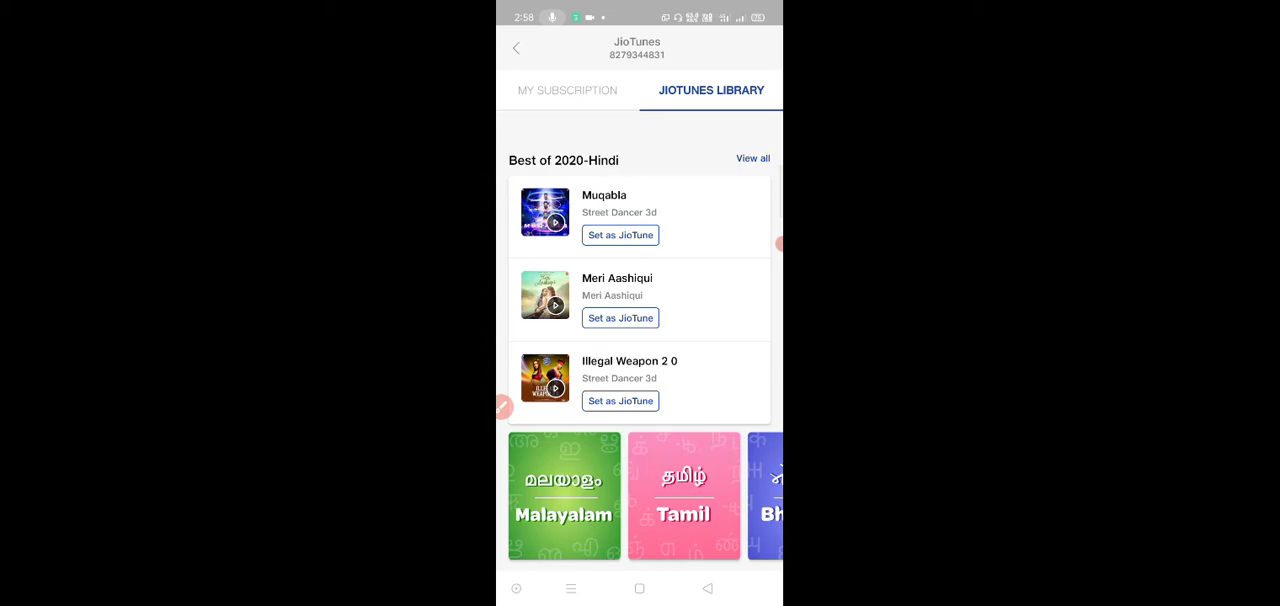 2:58
JioTunes
8279344831
MY SUBSCRIPTION
JIOTUNES LIBRARY
Best of 2020-Hindi
View all
Muqabla
Street Dancer 3d
Set as JioTune
Meri Aashiqui
Meri Aashiqui
Set as JioTune
Illegal Weapon 2 0
Street Dancer 3d
Set as JioTune
മലയാളം
Malayalam
தமிழ்
Tamil
Bh